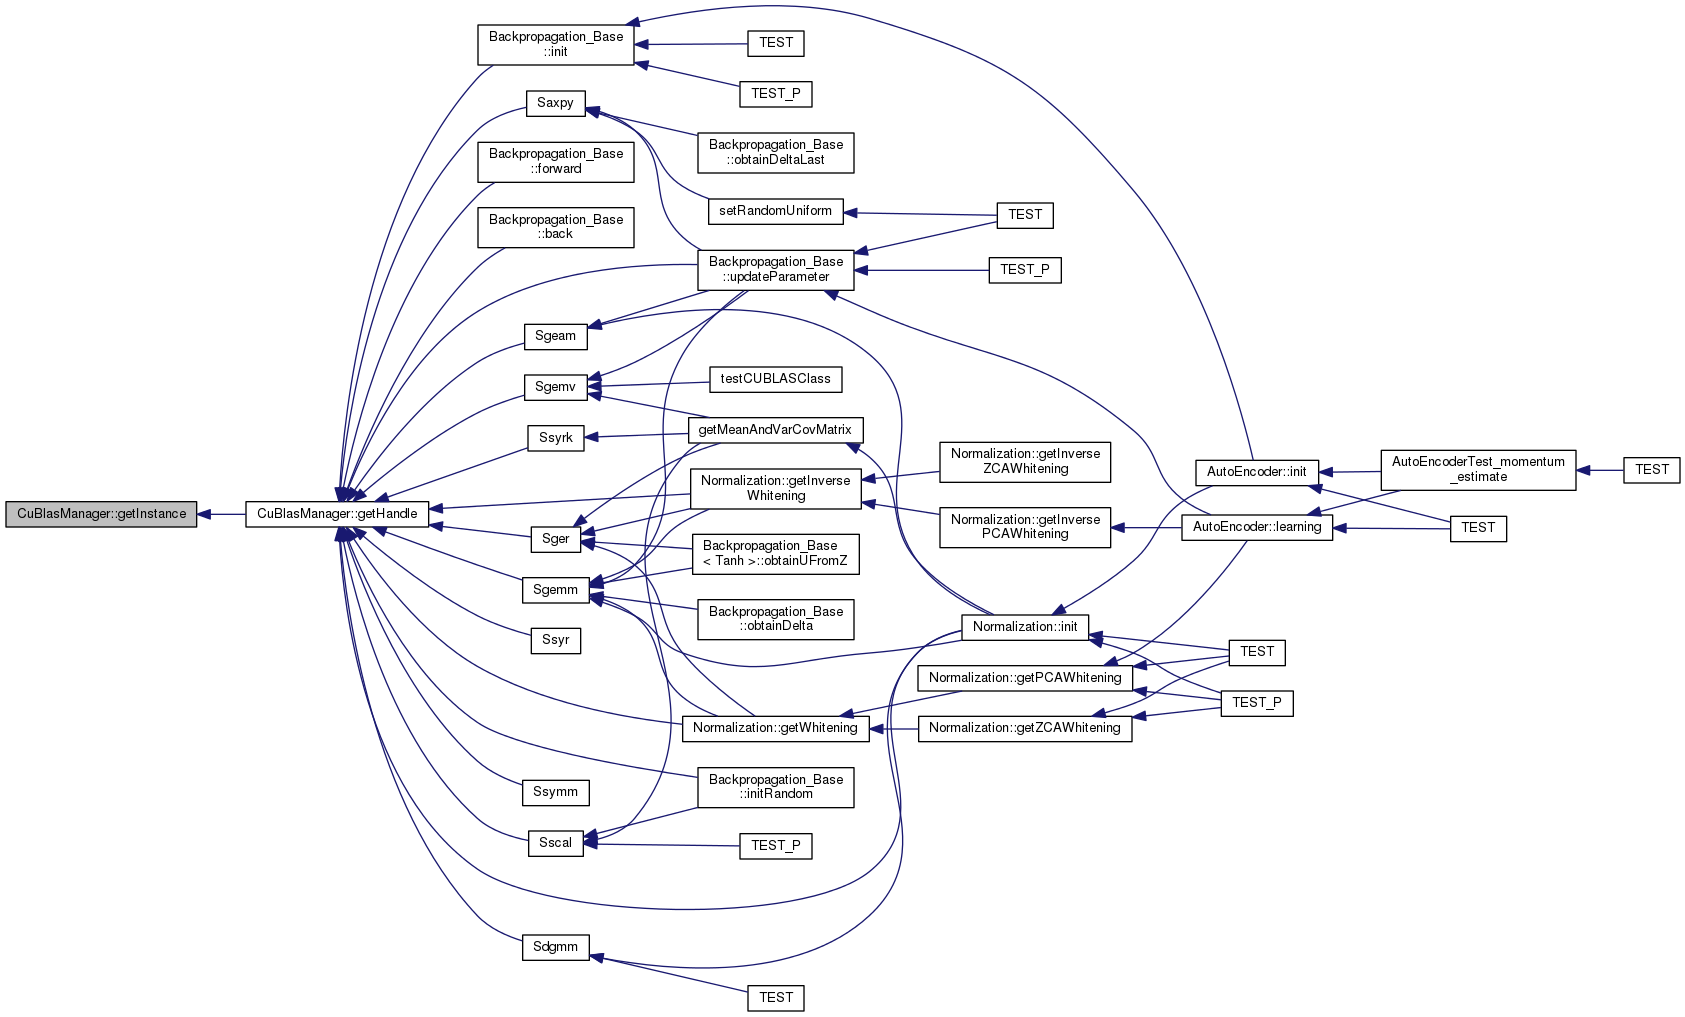 CuBlasManager::getInstance
CuBlasManager::getHandle
Backpropagation_Base
::init
Saxpy
Backpropagation_Base
::forward
Backpropagation_Base
::back
Sgeam
Sgemv
Ssyrk
Sger
Sgemm
Ssyr
Ssymm
Sscal
Sdgmm
TEST
TEST_P
Backpropagation_Base
::obtainDeltaLast
setRandomUniform
Backpropagation_Base
::updateParameter
testCUBLASClass
getMeanAndVarCovMatrix
Normalization::getInverse
Whitening
Backpropagation_Base
< Tanh >::obtainUFromZ
Backpropagation_Base
::obtainDelta
Normalization::getWhitening
Backpropagation_Base
::initRandom
TEST_P
TEST
TEST
TEST_P
Normalization::getInverse
ZCAWhitening
Normalization::getInverse
PCAWhitening
Normalization::init
Normalization::getPCAWhitening
Normalization::getZCAWhitening
AutoEncoder::init
AutoEncoder::learning
TEST
TEST_P
AutoEncoderTest_momentum
_estimate
TEST
TEST